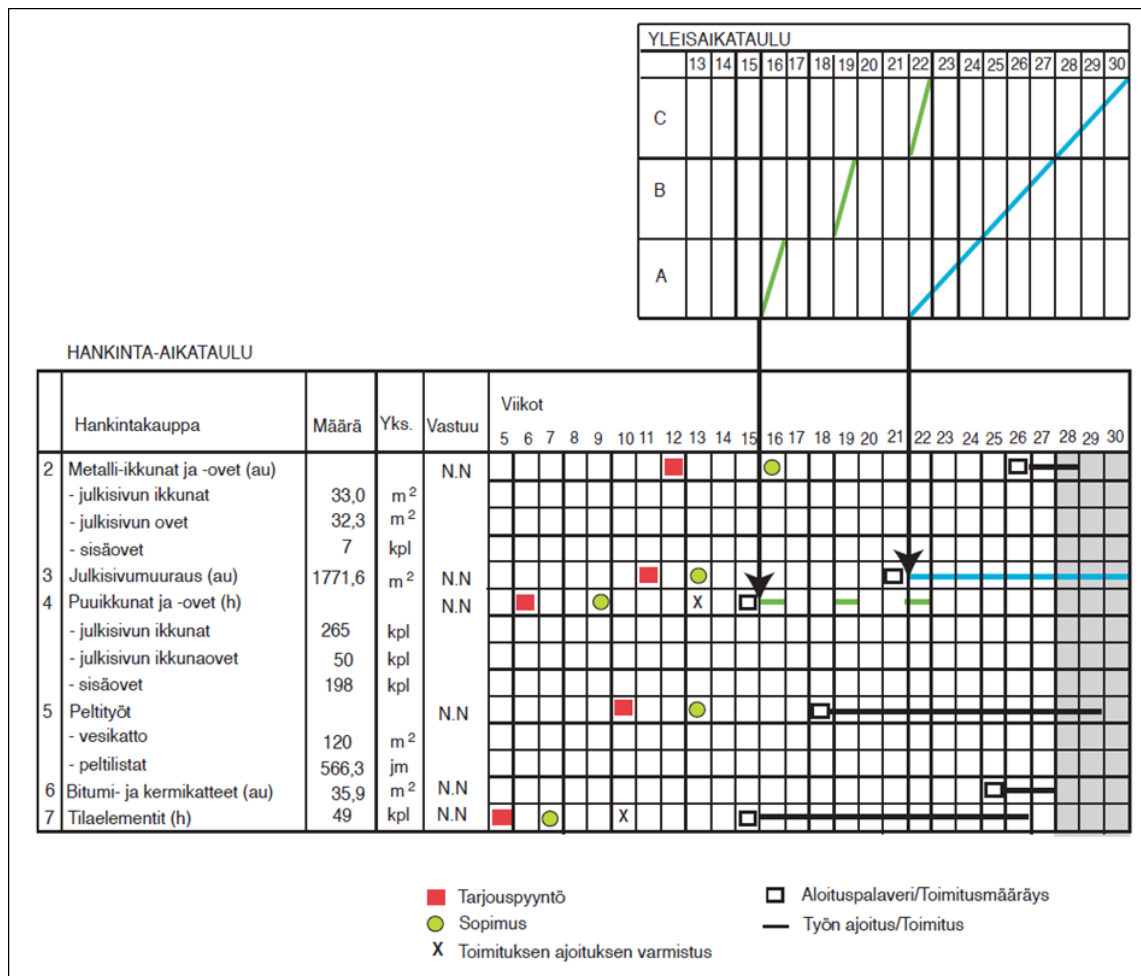 YLEISAIKATAULU
13 14 15 16 17 18 19 20 21 22 23 24 25 26 27 28 29 30
C
B
A
HANKINTA-AIKATAULU
Hankintakauppa Määrä Yks. Vastuu Viikot
5 6 7 8 9 10 11 12 13 14 15 16 17 18 19 20 21 22 23 24 25 26 27 28 29 30
2 Metalli-ikkunat ja -ovet (au) N.N
- julkisivun ikkunat 33,0 m²
- julkisivun ovet 32,3 m²
- sisäovet 7 kpl
3 Julkisivumuuraus (au) 1771,6 m² N.N
4 Puuikkunat ja -ovet (h) N.N X
- julkisivun ikkunat 265 kpl
- julkisivun ikkunaovet 50 kpl
- sisäovet 198 kpl
5 Peltityöt N.N
- vesikatto 120 m²
- peltilistat 566,3 jm
6 Bitumi- ja kermikatteet (au) 35,9 m² N.N
7 Tilaelementit (h) 49 kpl N.N X
Tarjouspyyntö
Sopimus
X Toimituksen ajoituksen varmistus
Aloituspalaveri/Toimitusmääräys
Työn ajoitus/Toimitus